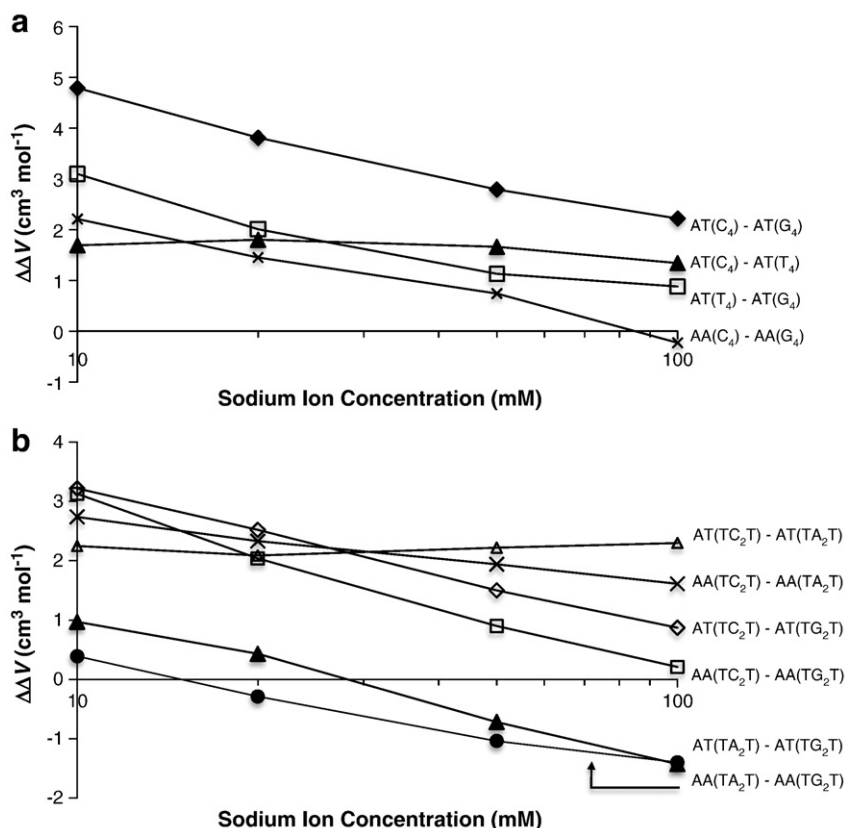 a
6
5
4
3
2
1
0
-1
ΔΔV (cm³ mol⁻¹)
10
100
AT(C₄) - AT(G₄)
AT(C₄) - AT(T₄)
AT(T₄) - AT(G₄)
AA(C₄) - AA(G₄)
Sodium Ion Concentration (mM)
b
4
3
2
1
0
-1
-2
ΔΔV (cm³ mol⁻¹)
10
100
AT(TC₂T) - AT(TA₂T)
AA(TC₂T) - AA(TA₂T)
AT(TC₂T) - AT(TG₂T)
AA(TC₂T) - AA(TG₂T)
AT(TA₂T) - AT(TG₂T)
AA(TA₂T) - AA(TG₂T)
Sodium Ion Concentration (mM)